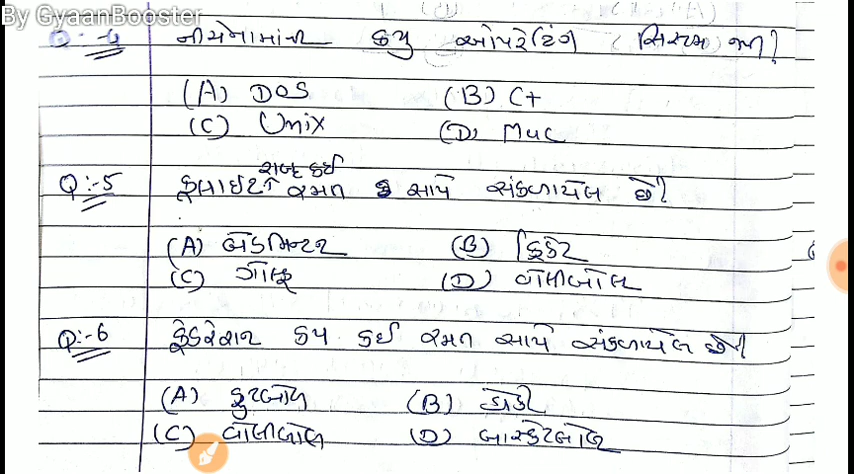 By GyaanBooster
Q:-4 નીચેનામાંથી કયુ ઓપરેટિંગ સિસ્ટમ નથી?
(A) DOS (B) C+
(C) Unix (D) Mac
શબ્દ કઈ
Q:-5 ફ્લાઇટ રમત સાથે સંકળાયેલ છે?
(A) બેડમિન્ટન (B) ક્રિકેટ
(C) ગોલ્ફ (D) વોલીબોલ
Q:-6 ફેડરેશન કપ કઈ રમત સાથે સંકળાયેલ છે?
(A) ફુટબોલ (B) હોકી
(C) વોલીબોલ (D) બાસ્કેટબોલ